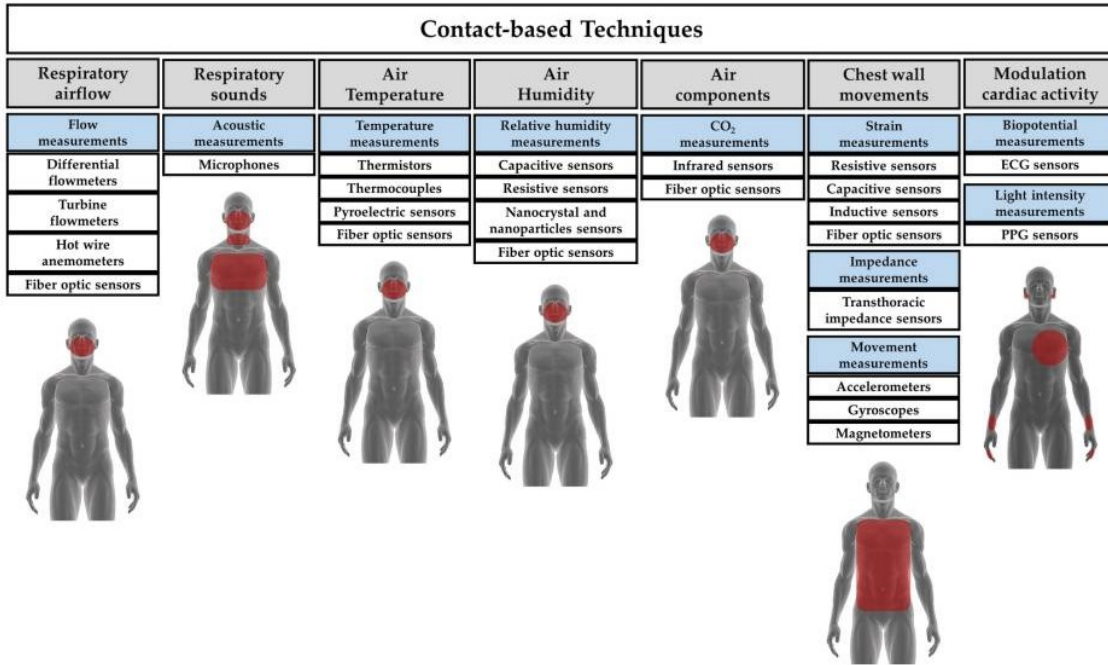 Contact-based Techniques
Respiratory
airflow
Flow
measurements
Differential
flowmeters
Turbine
flowmeters
Hot wire
anemometers
Fiber optic sensors
Respiratory
sounds
Acoustic
measurements
Microphones
Air
Temperature
Temperature
measurements
Thermistors
Thermocouples
Pyroelectric sensors
Fiber optic sensors
Air
Humidity
Relative humidity
measurements
Capacitive sensors
Resistive sensors
Nanocrystal and
nanoparticles sensors
Fiber optic sensors
Air
components
CO₂
measurements
Infrared sensors
Fiber optic sensors
Chest wall
movements
Strain
measurements
Resistive sensors
Capacitive sensors
Inductive sensors
Fiber optic sensors
Impedance
measurements
Transthoracic
impedance sensors
Movement
measurements
Accelerometers
Gyroscopes
Magnetometers
Modulation
cardiac activity
Biopotential
measurements
ECG sensors
Light intensity
measurements
PPG sensors